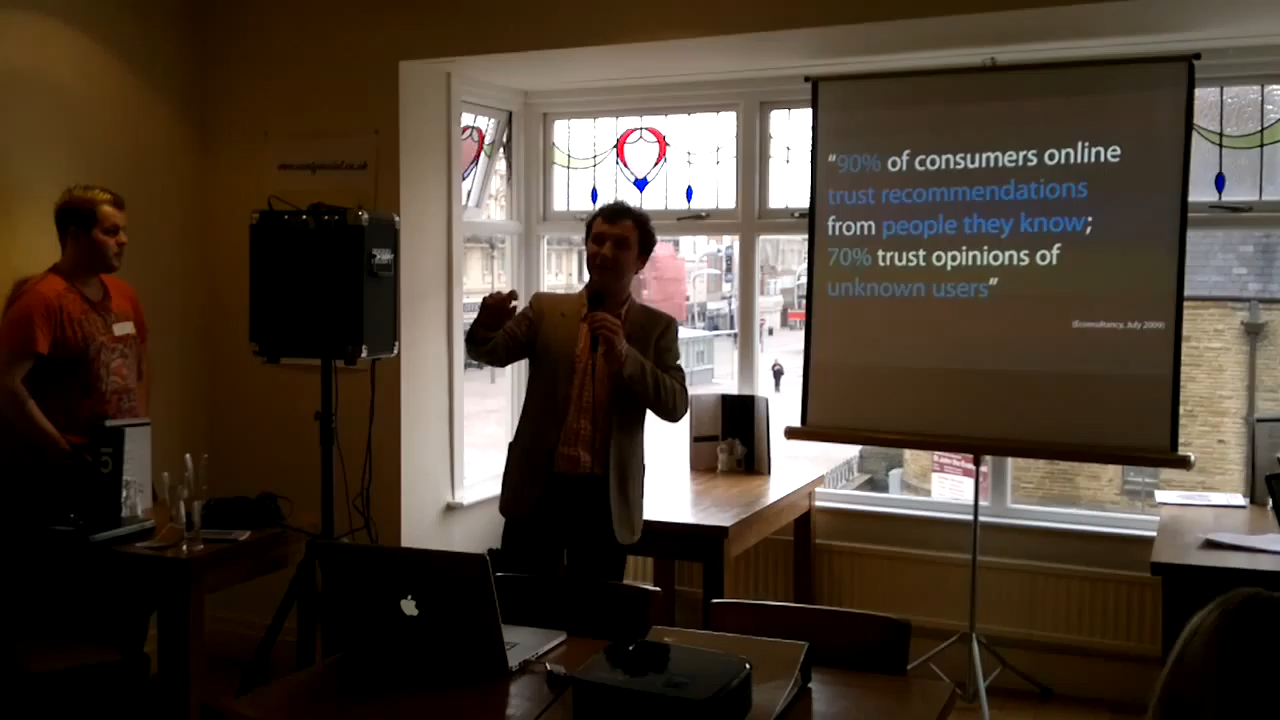 “90% of consumers online
trust recommendations
from people they know;
70% trust opinions of
unknown users”
(Econsultancy, July 2009)